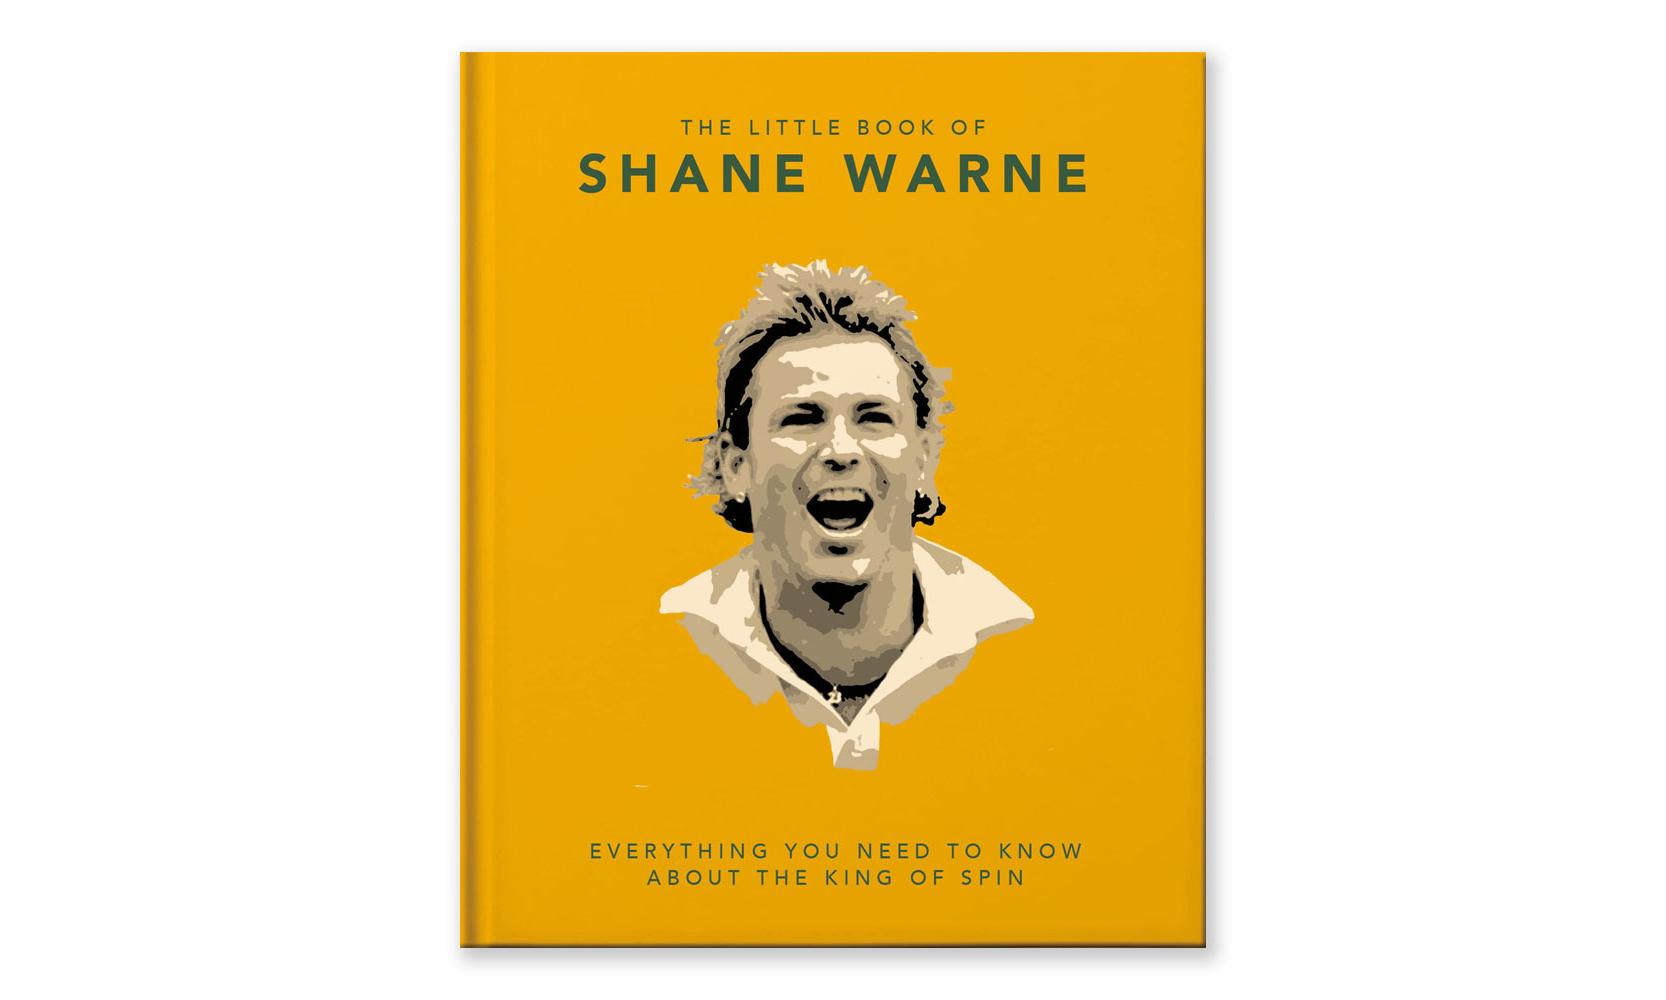 THE LITTLE BOOK OF
SHANE WARNE
EVERYTHING YOU NEED TO KNOW
ABOUT THE KING OF SPIN